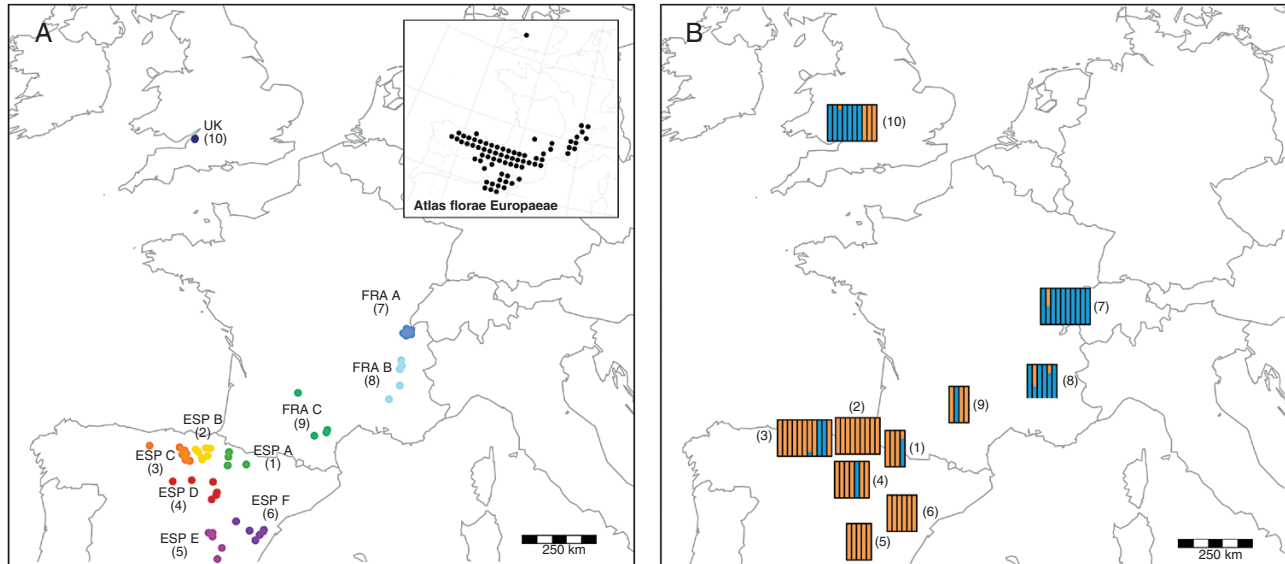 A
UK
(10)
Atlas florae Europaeae
FRA A
(7)
FRA B
(8)
FRA C
(9)
ESP B
(2)
ESP C
(3)
ESP A
(1)
ESP D
(4)
ESP F
(6)
ESP E
(5)
250 km
B
(10)
(7)
(8)
(9)
(2)
(3)
(1)
(4)
(6)
(5)
250 km